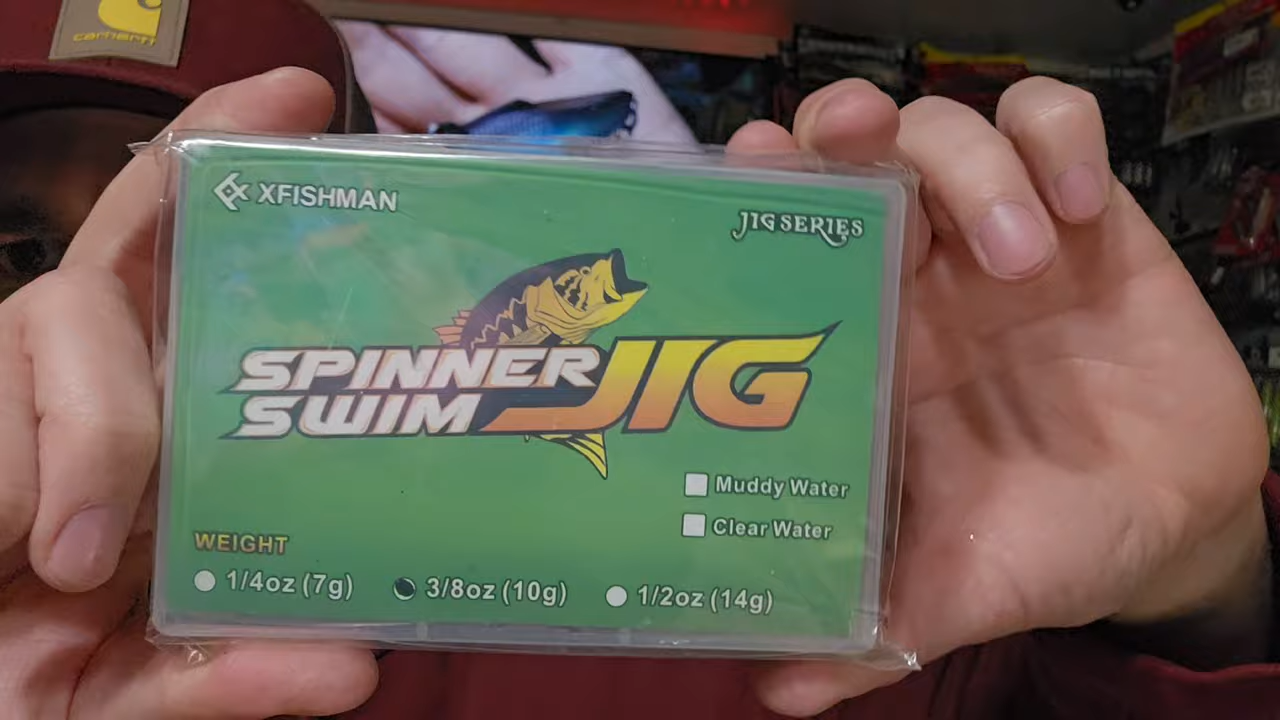 carhartt
XFISHMAN
JIG SERIES
SPINNER
SWIM JIG
Muddy Water
Clear Water
WEIGHT
1/4oz (7g) 3/8oz (10g) 1/2oz (14g)